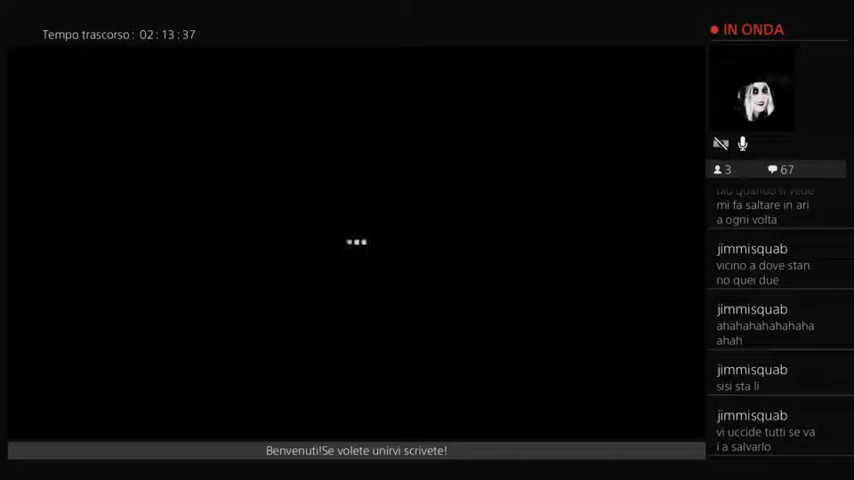 Tempo trascorso: 02:13:37
IN ONDA
3
67
mi fa saltare in ari
a ogni volta
jimmisquab
vicino a dove stan
no quei due
jimmisquab
ahahahahahahaha
ahah
jimmisquab
sisi sta li
jimmisquab
vi uccide tutti se va
i a salvarlo
Benvenuti!Se volete unirvi scrivete!